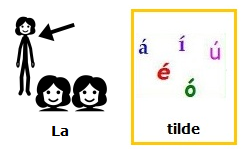 á í ú
é ó
La tilde